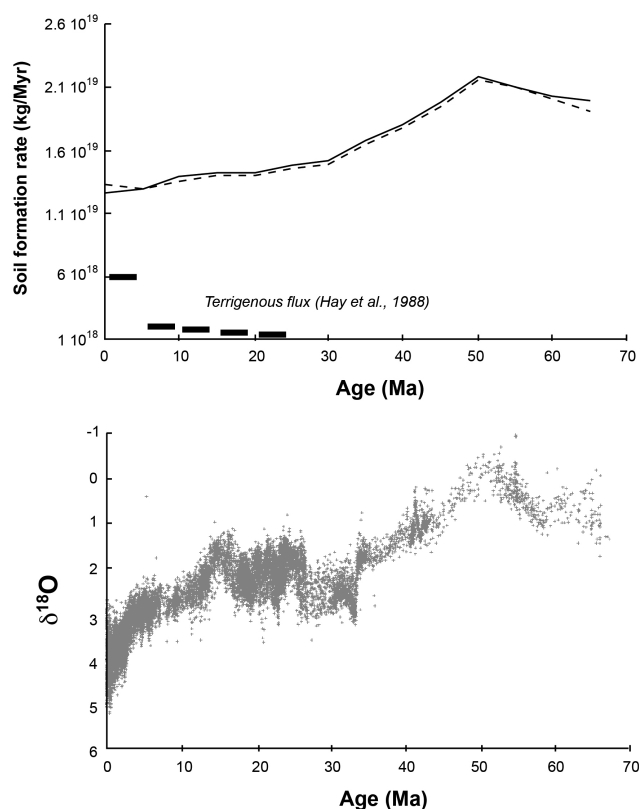 Soil formation rate (kg/Myr)
2.6 10¹⁹
2.1 10¹⁹
1.6 10¹⁹
1.1 10¹⁹
6 10¹⁸
1 10¹⁸
Terrigenous flux (Hay et al., 1988)
0 10 20 30 40 50 60 70
Age (Ma)
δ¹⁸O
-1
0
1
2
3
4
5
6
0 10 20 30 40 50 60 70
Age (Ma)